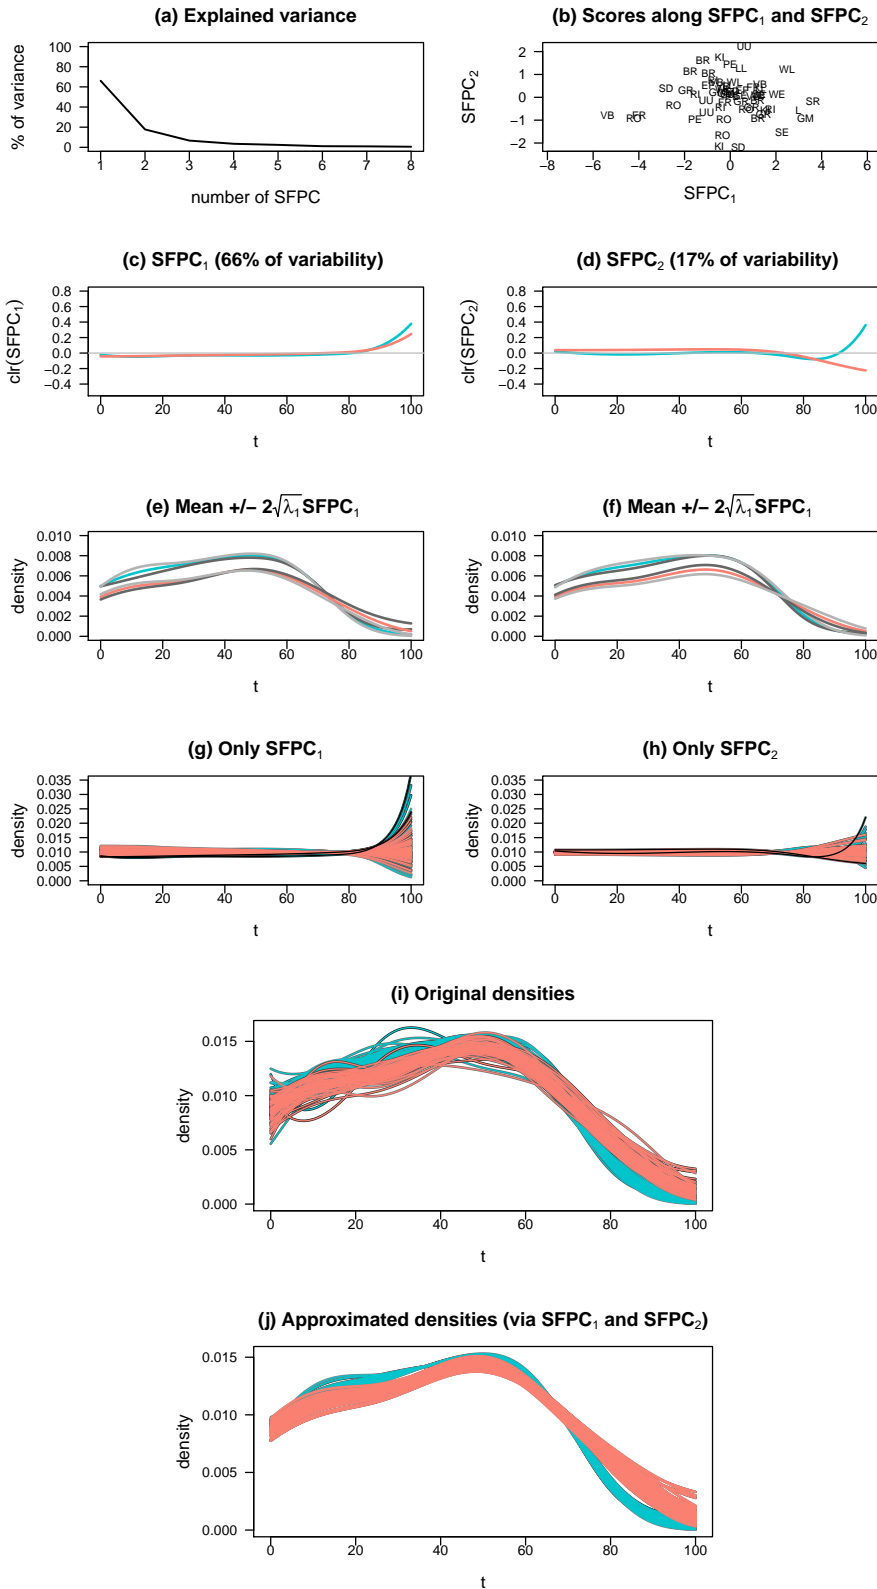 (a) Explained variance
% of variance
100
80
60
40
20
0
1 2 3 4 5 6 7 8
number of SFPC
(b) Scores along SFPC1 and SFPC2
SFPC2
2
1
0
−1
−2
UU
KI
BR
PE
LL
WL
BR
BR
SD
GR
RI
UU
RO
UU
PE
VB
FR
RO
RO
RO
KI
SD
VB
WE
SR
RI
L
GM
BR
SE
−8 −6 −4 −2 0 2 4 6
SFPC1
(c) SFPC1 (66% of variability)
clr(SFPC1)
0.8
0.6
0.4
0.2
0.0
−0.2
−0.4
0 20 40 60 80 100
t
(d) SFPC2 (17% of variability)
clr(SFPC2)
0.8
0.6
0.4
0.2
0.0
−0.2
−0.4
0 20 40 60 80 100
t
(e) Mean +/− 2√λ1SFPC1
density
0.010
0.008
0.006
0.004
0.002
0.000
0 20 40 60 80 100
t
(f) Mean +/− 2√λ1SFPC1
density
0.010
0.008
0.006
0.004
0.002
0.000
0 20 40 60 80 100
t
(g) Only SFPC1
density
0.035
0.030
0.025
0.020
0.015
0.010
0.005
0.000
0 20 40 60 80 100
t
(h) Only SFPC2
density
0.035
0.030
0.025
0.020
0.015
0.010
0.005
0.000
0 20 40 60 80 100
t
(i) Original densities
density
0.015
0.010
0.005
0.000
0 20 40 60 80 100
t
(j) Approximated densities (via SFPC1 and SFPC2)
density
0.015
0.010
0.005
0.000
0 20 40 60 80 100
t